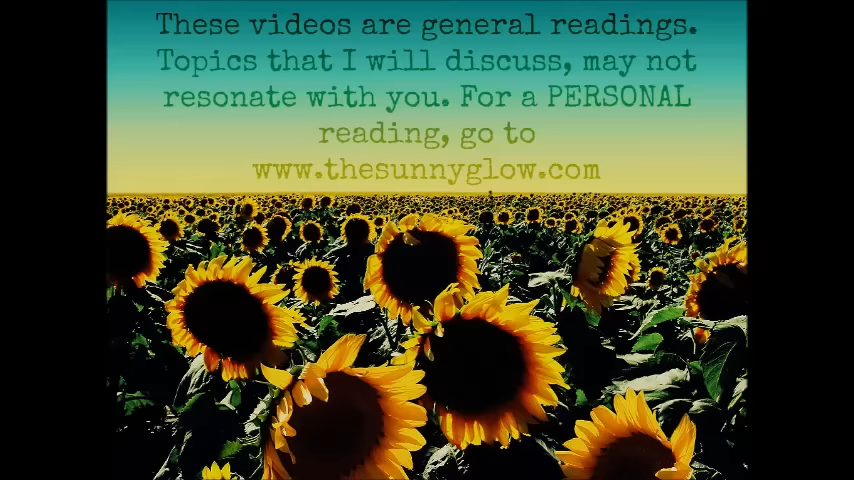 These videos are general readings.
Topics that I will discuss, may not
resonate with you. For a PERSONAL
reading, go to
www.thesunnyglow.com